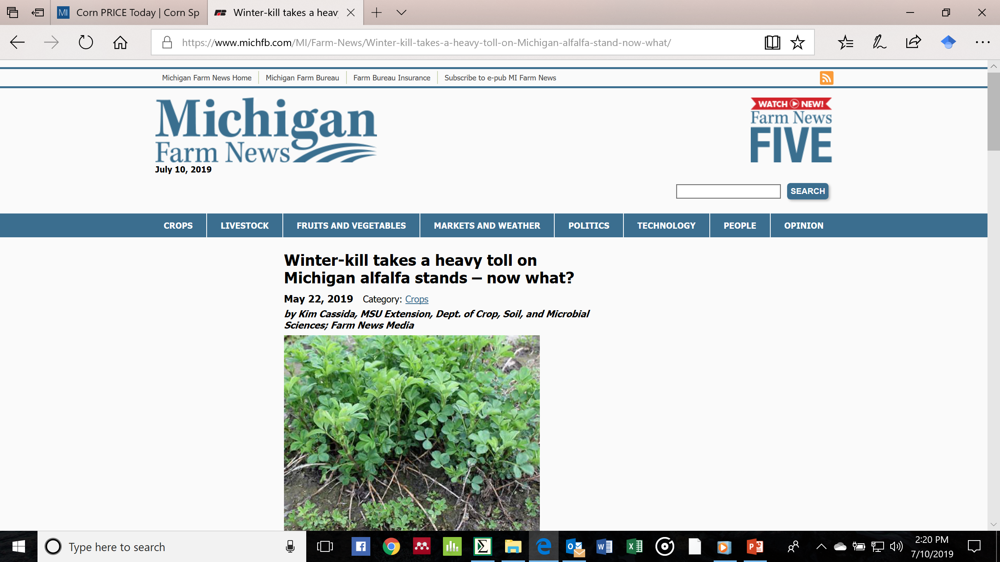 MI Corn PRICE Today | Corn Sp
FB Winter-kill takes a heav
https://www.michfb.com/MI/Farm-News/Winter-kill-takes-a-heavy-toll-on-Michigan-alfalfa-stand-now-what/
Michigan Farm News Home Michigan Farm Bureau Farm Bureau Insurance Subscribe to e-pub MI Farm News
Michigan
Farm News
July 10, 2019
WATCH NEW!
Farm News
FIVE
SEARCH
CROPS LIVESTOCK FRUITS AND VEGETABLES MARKETS AND WEATHER POLITICS TECHNOLOGY PEOPLE OPINION
Winter-kill takes a heavy toll on
Michigan alfalfa stands – now what?
May 22, 2019 Category: Crops
by Kim Cassida, MSU Extension, Dept. of Crop, Soil, and Microbial
Sciences; Farm News Media
Type here to search
2:20 PM
7/10/2019